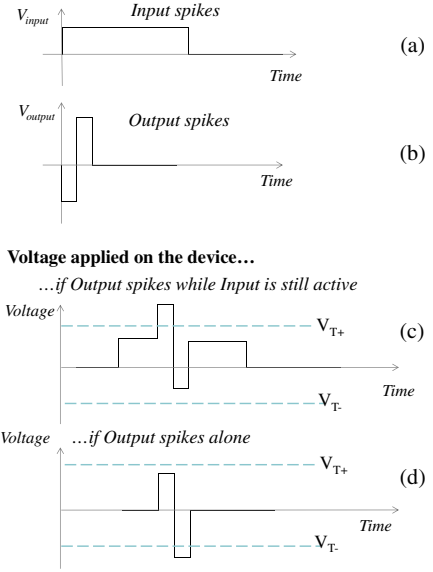 V_input
Input spikes
(a)
Time
V_output
Output spikes
(b)
Time
Voltage applied on the device…
…if Output spikes while Input is still active
Voltage
V_T+
(c)
V_T-
Time
Voltage
…if Output spikes alone
V_T+
(d)
Time
V_T-